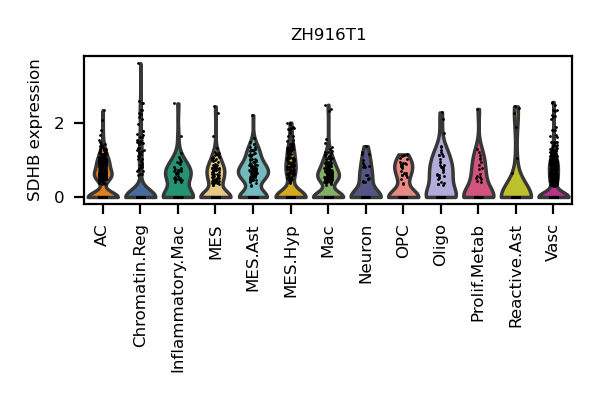 ZH916T1
SDHB expression
2
0
AC
Chromatin.Reg
Inflammatory.Mac
MES
MES.Ast
MES.Hyp
Mac
Neuron
OPC
Oligo
Prolif.Metab
Reactive.Ast
Vasc